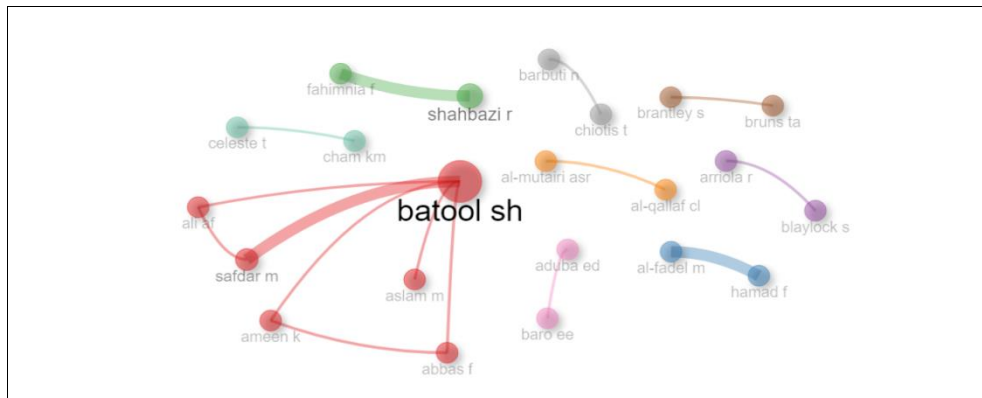 fahimnia f
shahbazi r
barbuti n
chiotis t
brantley s
bruns ta
celeste t
cham km
al-mutairi asr
al-qallaf cl
arriola r
blaylock s
batool sh
ali af
safdar m
aslam m
ameen k
abbas f
aduba ed
baro ee
al-fadel m
hamad f